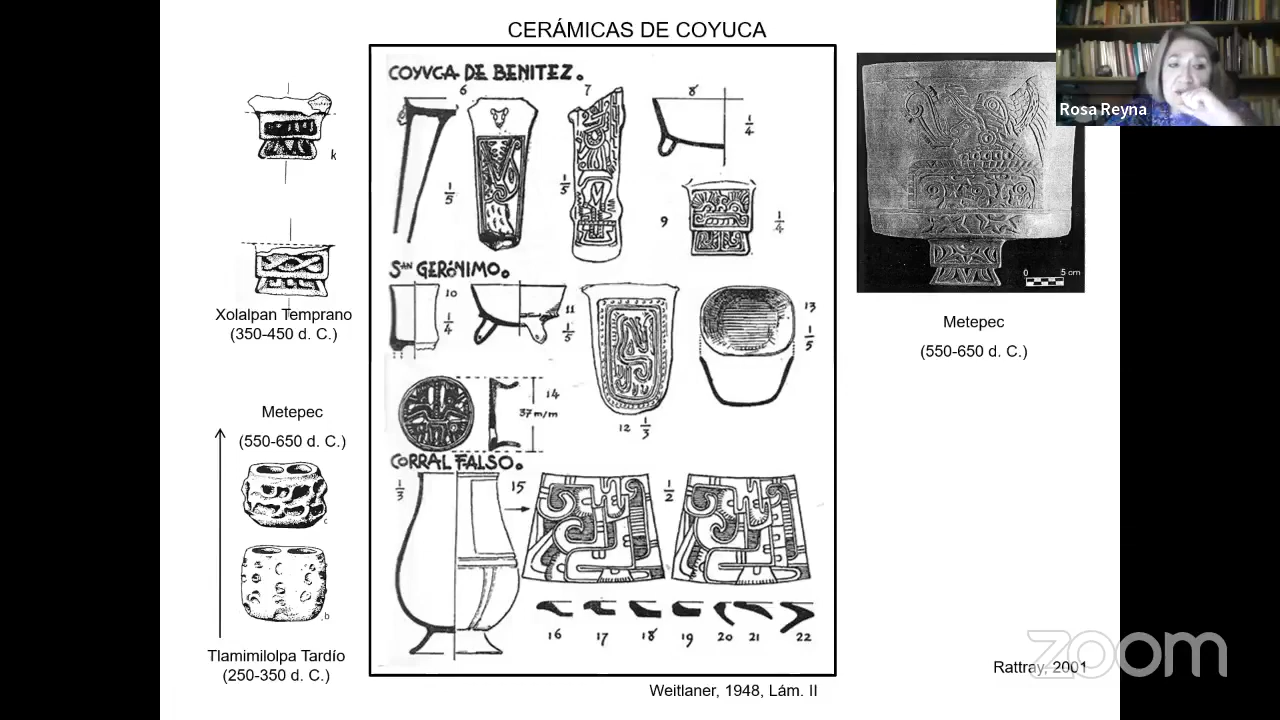 CERÁMICAS DE COYUCA
Rosa Reyna
COYUCA DE BENITEZ.
6
7
8
1/4
1/5
1/5
9
1/4
k
Xolalpan Temprano
(350-450 d. C.)
SAN GERÓNIMO.
10
1/4
11
1/5
13
1/5
14
37 m/m
12 1/3
0 5 cm
Metepec
(550-650 d. C.)
Metepec
(550-650 d. C.)
c
b
Tlamimilolpa Tardío
(250-350 d. C.)
CORRAL FALSO.
1/3
15
1/2
16 17 18 19 20 21 22
Weitlaner, 1948, Lám. II
Rattray, 2001
zoom